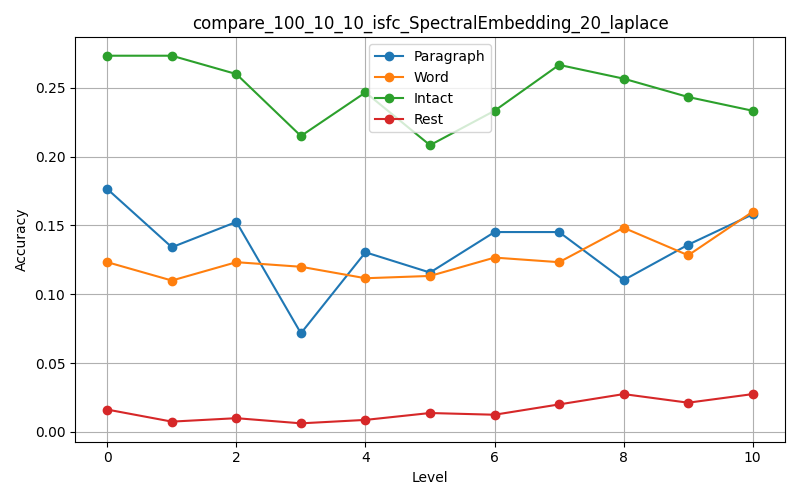 compare_100_10_10_isfc_SpectralEmbedding_20_laplace
Paragraph
Word
Intact
Rest
Accuracy
0.25
0.20
0.15
0.10
0.05
0.00
0 2 4 6 8 10
Level